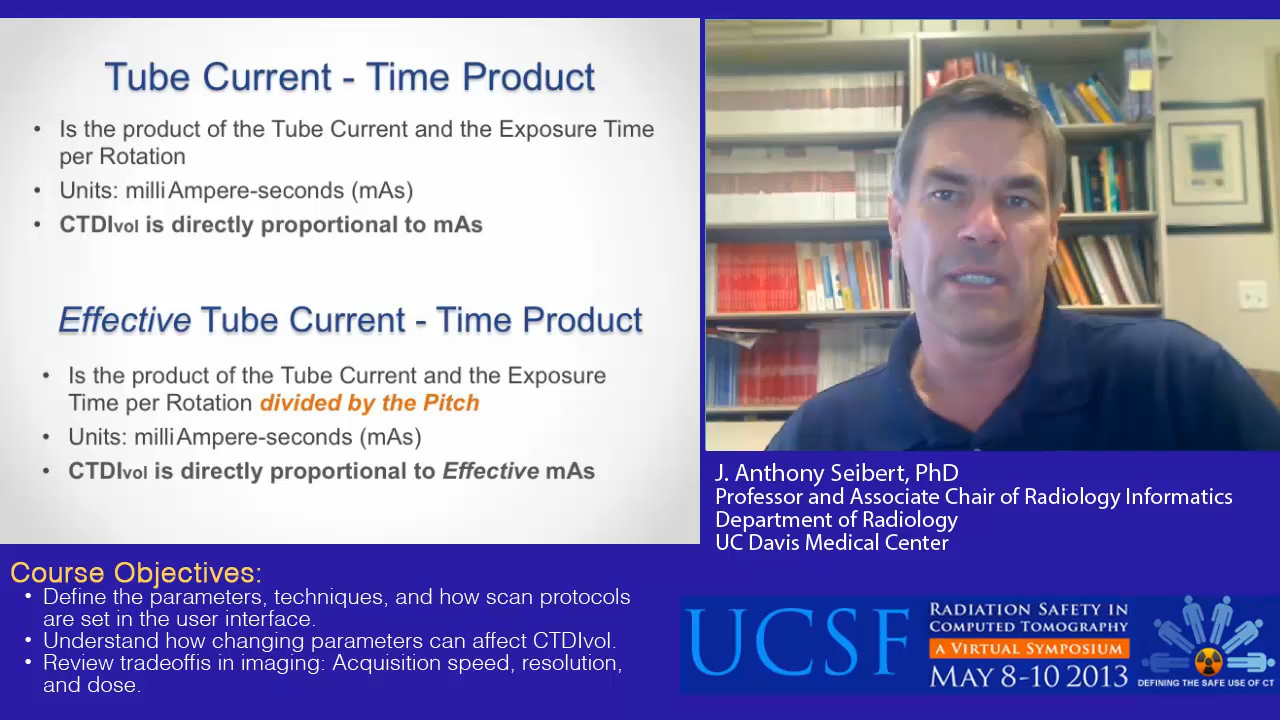 Tube Current - Time Product
• Is the product of the Tube Current and the Exposure Time
per Rotation
• Units: milliAmpere-seconds (mAs)
• CTDIvol is directly proportional to mAs
Effective Tube Current - Time Product
• Is the product of the Tube Current and the Exposure
Time per Rotation divided by the Pitch
• Units: milliAmpere-seconds (mAs)
• CTDIvol is directly proportional to Effective mAs
J. Anthony Seibert, PhD
Professor and Associate Chair of Radiology Informatics
Department of Radiology
UC Davis Medical Center
Course Objectives:
• Define the parameters, techniques, and how scan protocols
are set in the user interface.
• Understand how changing parameters can affect CTDIvol.
• Review tradeoffis in imaging: Acquisition speed, resolution,
and dose.
UCSF
RADIATION SAFETY IN
COMPUTED TOMOGRAPHY
A VIRTUAL SYMPOSIUM
MAY 8-10 2013
DEFINING THE SAFE USE OF CT